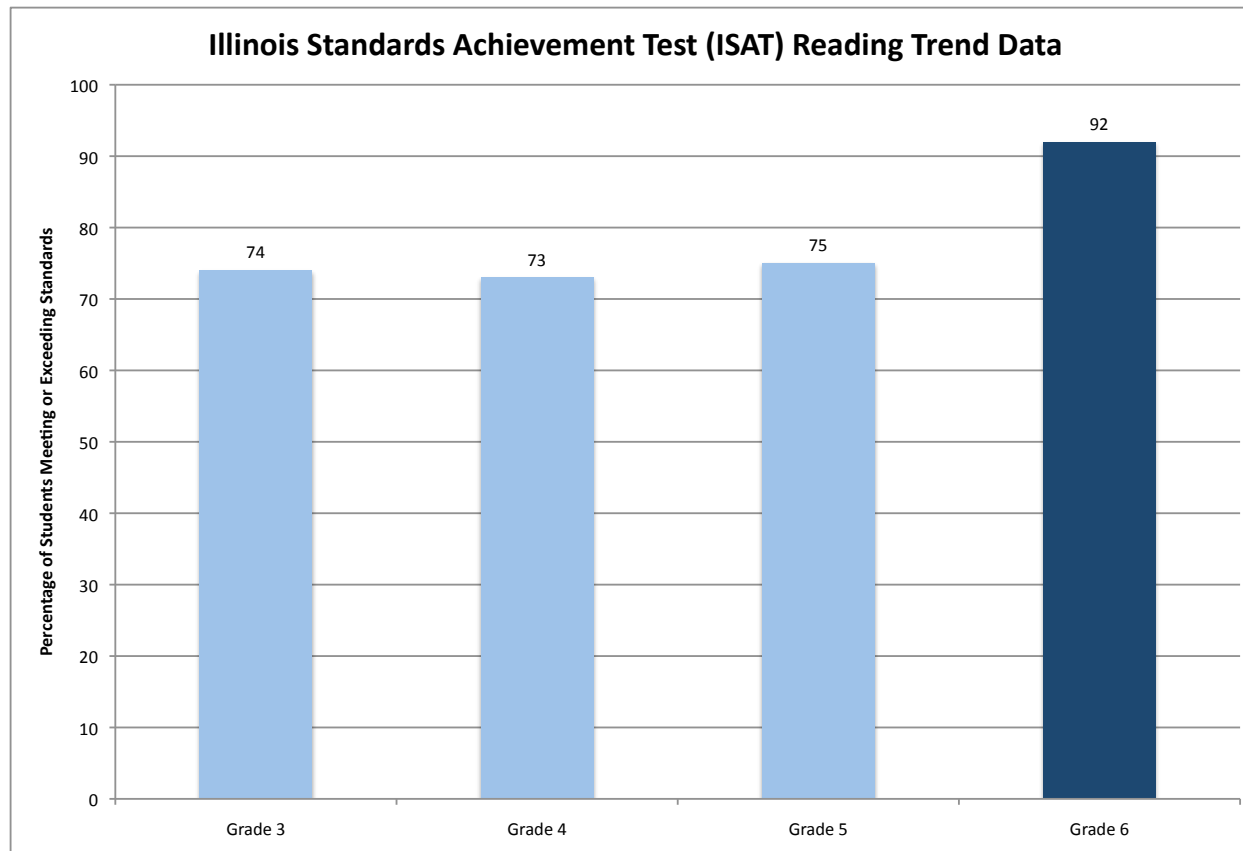 Illinois Standards Achievement Test (ISAT) Reading Trend Data
Percentage of Students Meeting or Exceeding Standards
100
90
80
70
60
50
40
30
20
10
0
74
73
75
92
Grade 3
Grade 4
Grade 5
Grade 6